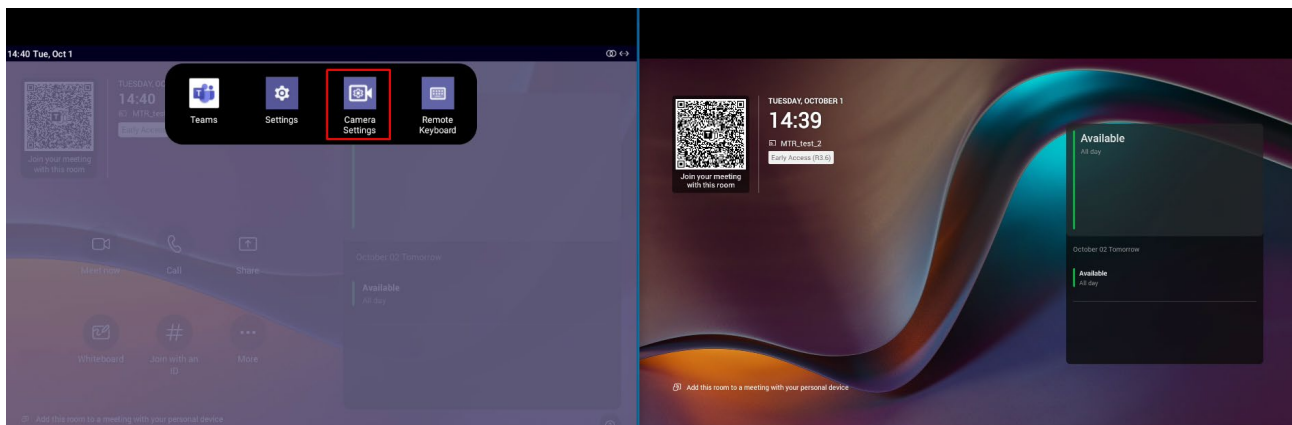 14:40 Tue, Oct 1
Teams
Settings
Camera
Settings
Remote
Keyboard
TUESDAY, OC
14:40
MTR_test
Early Access
Join your meeting
with this room
Meet now
Call
Share
Whiteboard
Join with an
ID
More
October 02 Tomorrow
Available
All day
Add this room to a meeting with your personal device
TUESDAY, OCTOBER 1
14:39
MTR_test_2
Early Access (R3.6)
Join your meeting
with this room
Available
All day
October 02 Tomorrow
Available
All day
Add this room to a meeting with your personal device